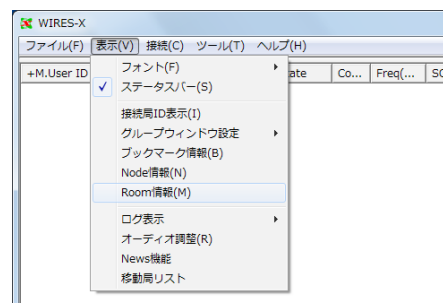 WIRES-X
ファイル(F) 表示(V) 接続(C) ツール(T) ヘルプ(H)
+M.User ID ate Co... Freq(... SC
フォント(F)
ステータスバー(S)
接続局ID表示(I)
グループウィンドウ設定
ブックマーク情報(B)
Node情報(N)
Room情報(M)
ログ表示
オーディオ調整(R)
News機能
移動局リスト